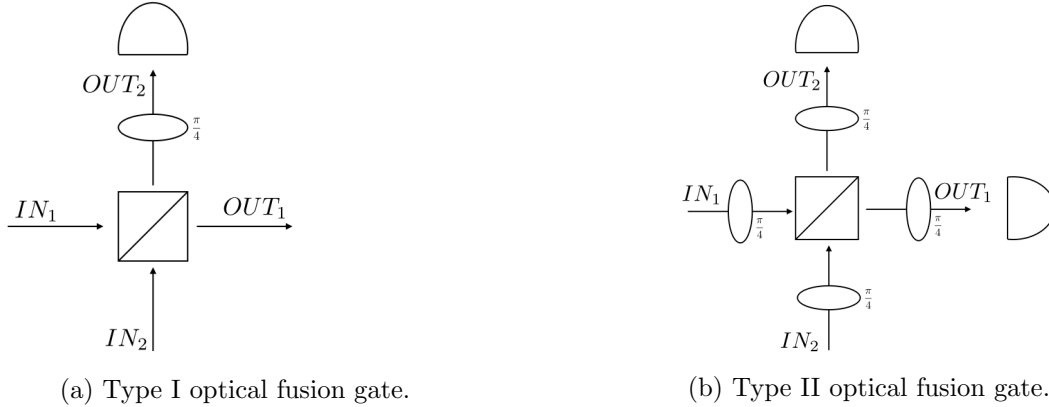 OUT₂
π/4
IN₁
OUT₁
IN₂
(a) Type I optical fusion gate.
OUT₂
π/4
IN₁
OUT₁
π/4
π/4
π/4
IN₂
(b) Type II optical fusion gate.